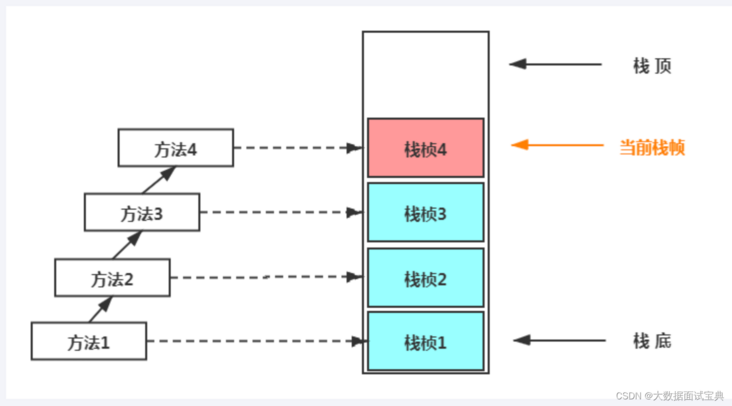 栈 顶
方法4
栈桢4
当前栈帧
方法3
栈桢3
方法2
栈桢2
方法1
栈桢1
栈 底
CSDN @大数据面试宝典